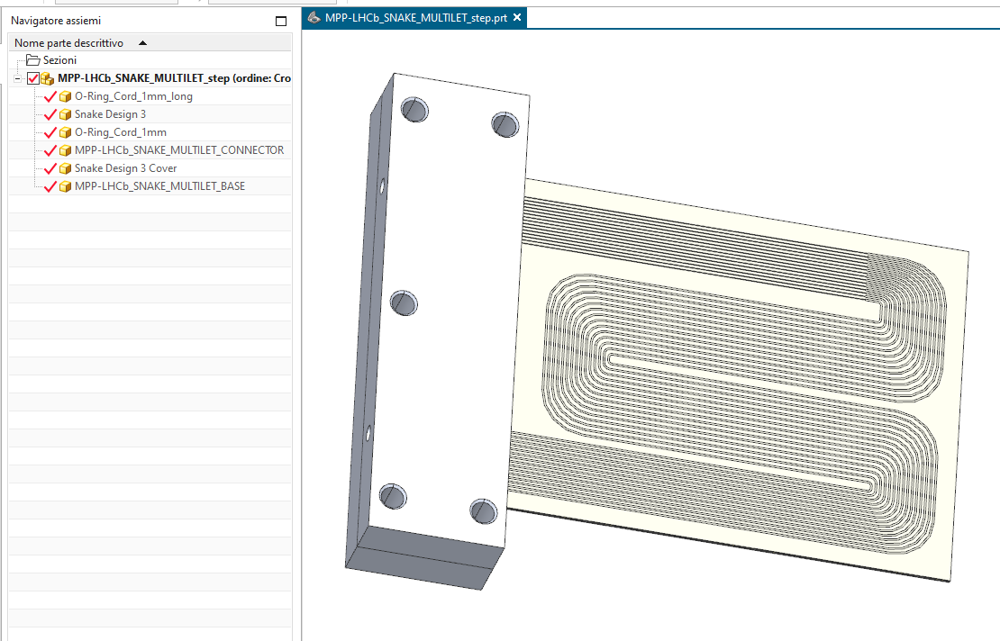 Navigatore assiemi
MPP-LHCb_SNAKE_MULTILET_step.prt
Nome parte descrittivo
Sezioni
MPP-LHCb_SNAKE_MULTILET_step (ordine: Cro
O-Ring_Cord_1mm_long
Snake Design 3
O-Ring_Cord_1mm
MPP-LHCb_SNAKE_MULTILET_CONNECTOR
Snake Design 3 Cover
MPP-LHCb_SNAKE_MULTILET_BASE